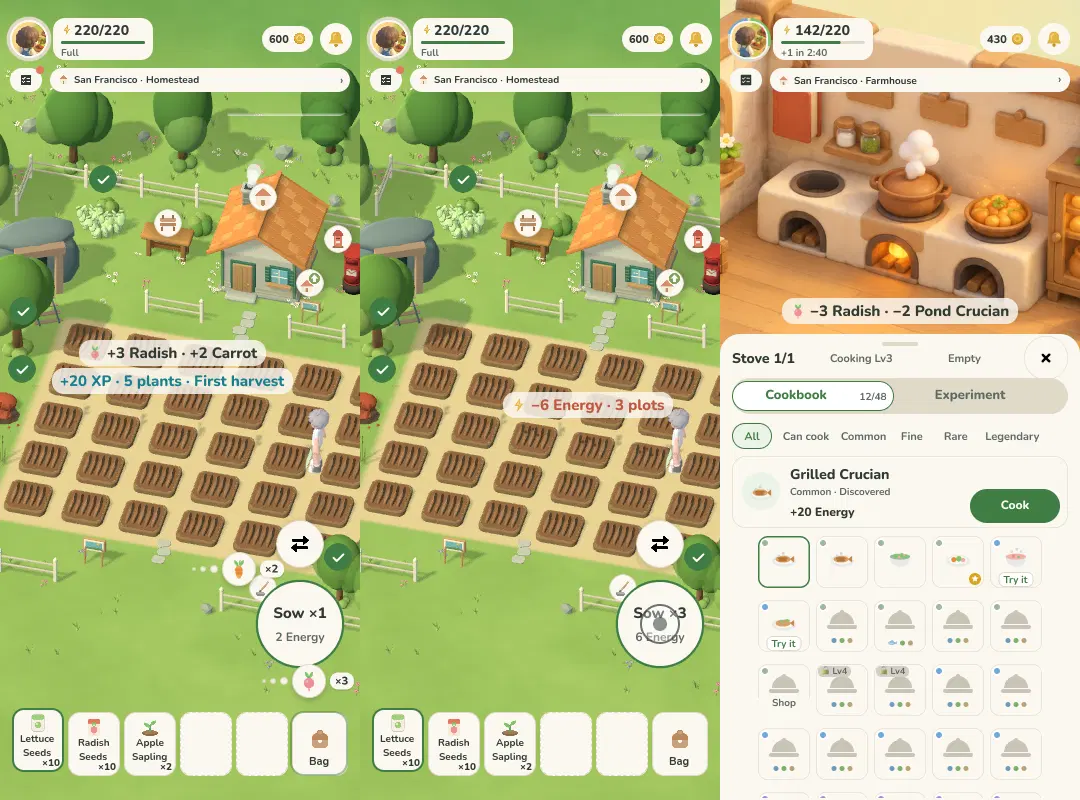 220/220
Full
600
San Francisco · Homestead
+3 Radish · +2 Carrot
+20 XP · 5 plants · First harvest
×2
Sow ×1
2 Energy
×3
Lettuce
Seeds
×10
Radish
Seeds
×10
Apple
Sapling
×2
Bag
220/220
Full
600
San Francisco · Homestead
−6 Energy · 3 plots
Sow ×3
6 Energy
Lettuce
Seeds
×10
Radish
Seeds
×10
Apple
Sapling
×2
Bag
142/220
+1 in 2:40
430
San Francisco · Farmhouse
−3 Radish · −2 Pond Crucian
Stove 1/1
Cooking Lv3
Empty
Cookbook
12/48
Experiment
All
Can cook
Common
Fine
Rare
Legendary
Grilled Crucian
Common · Discovered
+20 Energy
Cook
Try it
Try it
Shop
Lv4
Lv4